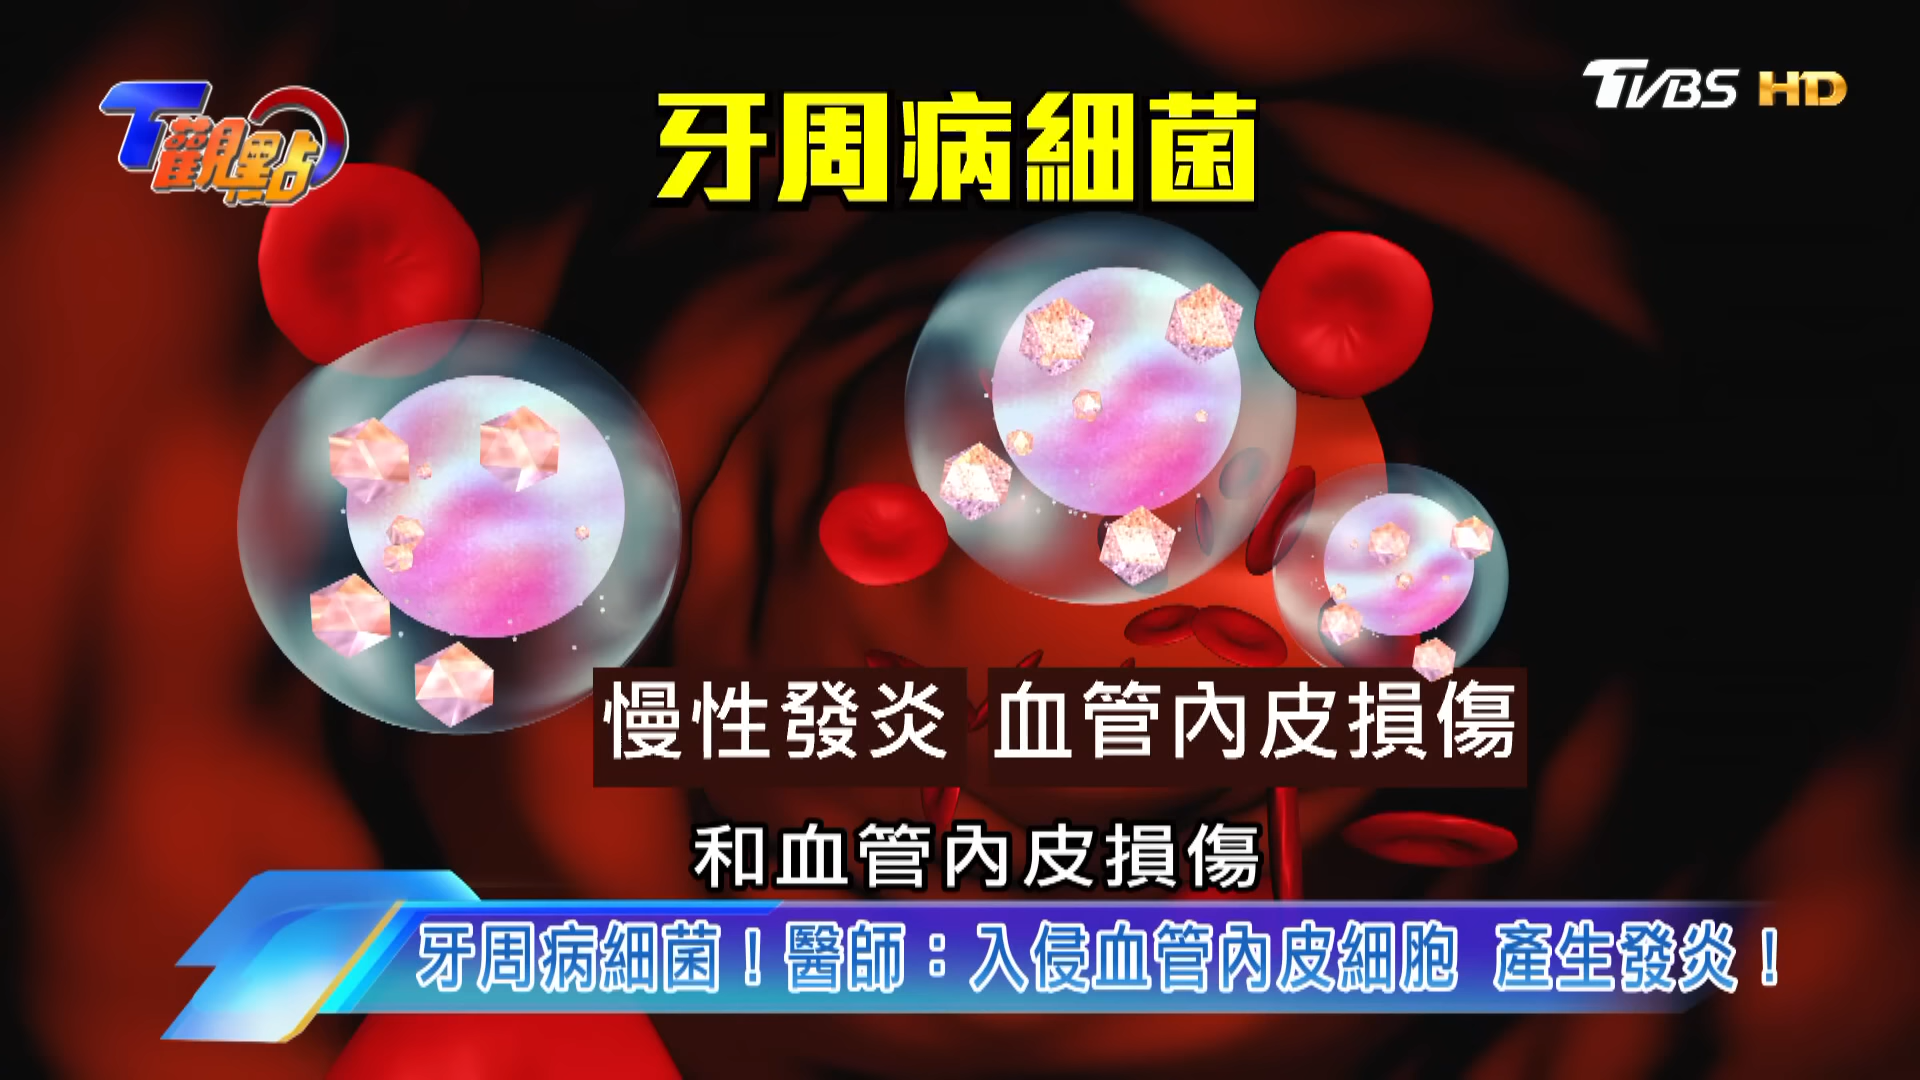 T觀點
TVBS HD
牙周病細菌
慢性發炎 血管內皮損傷
和血管內皮損傷
牙周病細菌！醫師：入侵血管內皮細胞 產生發炎！